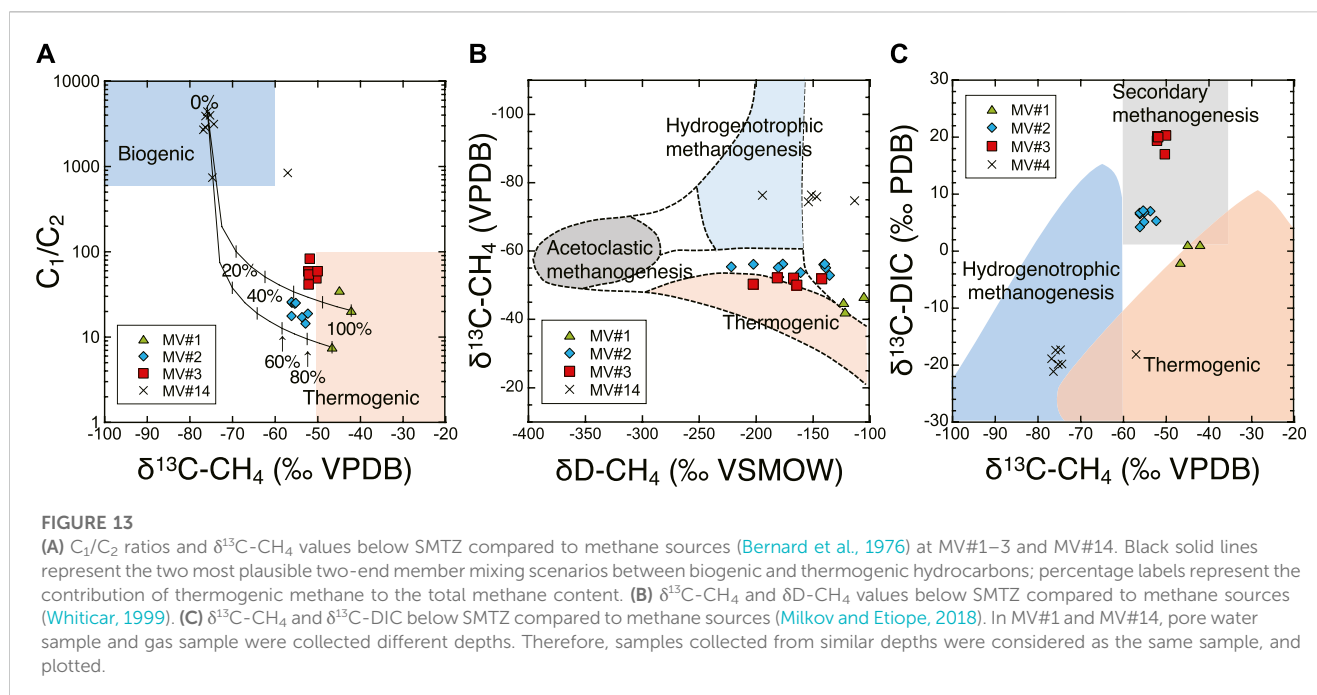 A
C₁/C₂
10000
1000
100
10
1
0%
Biogenic
20%
40%
60%
80%
100%
Thermogenic
MV#1
MV#2
MV#3
MV#14
-100 -90 -80 -70 -60 -50 -40 -30 -20
δ¹³C-CH₄ (‰ VPDB)
B
δ¹³C-CH₄ (VPDB)
-100
-80
-60
-40
-20
Hydrogenotrophic
methanogenesis
Acetoclastic
methanogenesis
Thermogenic
MV#1
MV#2
MV#3
MV#14
-400 -350 -300 -250 -200 -150 -100
δD-CH₄ (‰ VSMOW)
C
δ¹³C-DIC (‰ PDB)
30
20
10
0
-10
-20
-30
MV#1
MV#2
MV#3
MV#4
Secondary
methanogenesis
Hydrogenotrophic
methanogenesis
Thermogenic
-100 -90 -80 -70 -60 -50 -40 -30 -20
δ¹³C-CH₄ (‰ VPDB)
FIGURE 13
(A) C₁/C₂ ratios and δ¹³C-CH₄ values below SMTZ compared to methane sources (Bernard et al., 1976) at MV#1–3 and MV#14. Black solid lines
represent the two most plausible two-end member mixing scenarios between biogenic and thermogenic hydrocarbons; percentage labels represent the
contribution of thermogenic methane to the total methane content. (B) δ¹³C-CH₄ and δD-CH₄ values below SMTZ compared to methane sources
(Whiticar, 1999). (C) δ¹³C-CH₄ and δ¹³C-DIC below SMTZ compared to methane sources (Milkov and Etiope, 2018). In MV#1 and MV#14, pore water
sample and gas sample were collected different depths. Therefore, samples collected from similar depths were considered as the same sample, and
plotted.